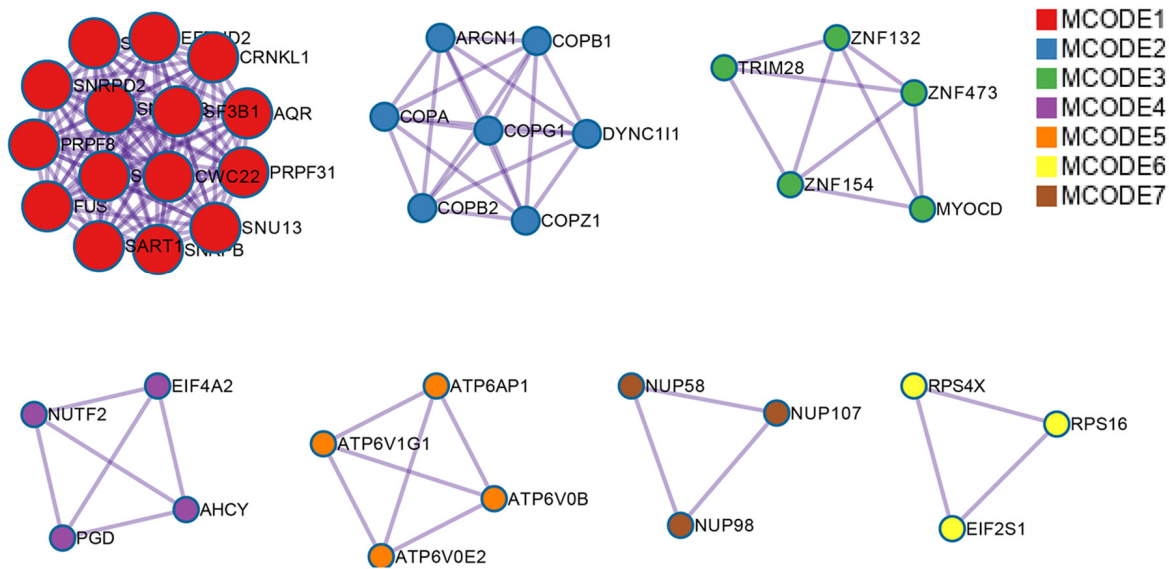 CRNKL1
SNRPD2
SF3B1
AQR
PRPF8
CWC22
PRPF31
FUS
SNU13
SART1
SNRPB
ARCN1
COPB1
COPA
COPG1
DYNC1I1
COPB2
COPZ1
ZNF132
TRIM28
ZNF473
ZNF154
MYOCD
MCODE1
MCODE2
MCODE3
MCODE4
MCODE5
MCODE6
MCODE7
EIF4A2
NUTF2
AHCY
PGD
ATP6AP1
ATP6V1G1
ATP6V0B
ATP6V0E2
NUP58
NUP107
NUP98
RPS4X
RPS16
EIF2S1